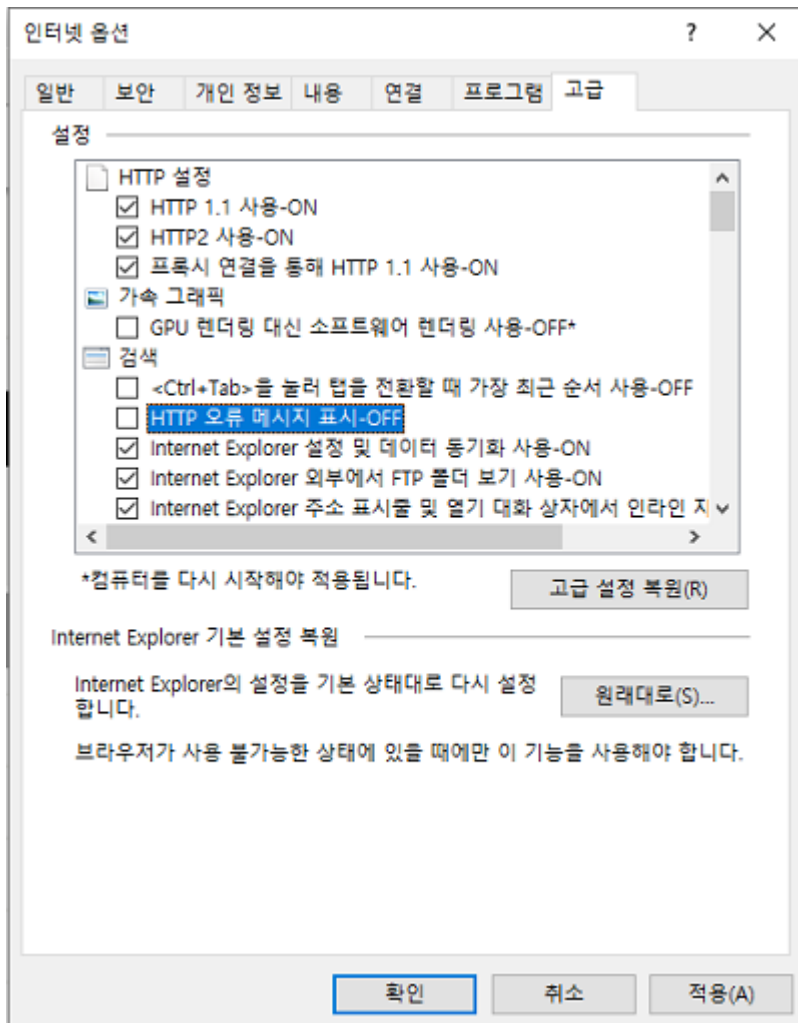 인터넷 옵션
일반 보안 개인 정보 내용 연결 프로그램 고급
설정
HTTP 설정
HTTP 1.1 사용-ON
HTTP2 사용-ON
프록시 연결을 통해 HTTP 1.1 사용-ON
가속 그래픽
GPU 렌더링 대신 소프트웨어 렌더링 사용-OFF*
검색
<Ctrl+Tab>을 눌러 탭을 전환할 때 가장 최근 순서 사용-OFF
HTTP 오류 메시지 표시-OFF
Internet Explorer 설정 및 데이터 동기화 사용-ON
Internet Explorer 외부에서 FTP 폴더 보기 사용-ON
Internet Explorer 주소 표시줄 및 열기 대화 상자에서 인라인 
*컴퓨터를 다시 시작해야 적용됩니다.
고급 설정 복원(R)
Internet Explorer 기본 설정 복원
Internet Explorer의 설정을 기본 상태대로 다시 설정
합니다.
원래대로(S)...
브라우저가 사용 불가능한 상태에 있을 때에만 이 기능을 사용해야 합니다.
확인 취소 적용(A)